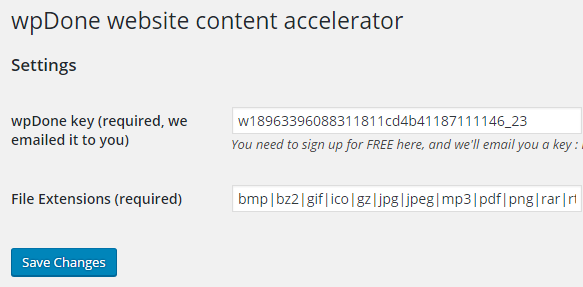 wpDone website content accelerator
Settings
wpDone key (required, we emailed it to you)
w18963396088311811cd4b41187111146_23
You need to sign up for FREE here, and we'll email you a key :
File Extensions (required)
bmp|bz2|gif|ico|gz|jpg|jpeg|mp3|pdf|png|rar|rt
Save Changes